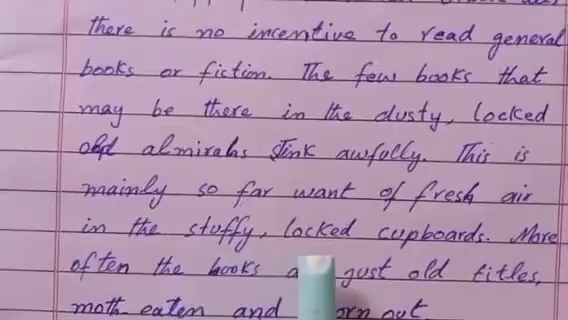 there is no incentive to read general
books or fiction. The few books that
may be there in the dusty, locked
old almirahs stink awfully. This is
mainly so far want of fresh air
in the stuffy, locked cupboards. More
often the books just old titles,
moth eaten and out